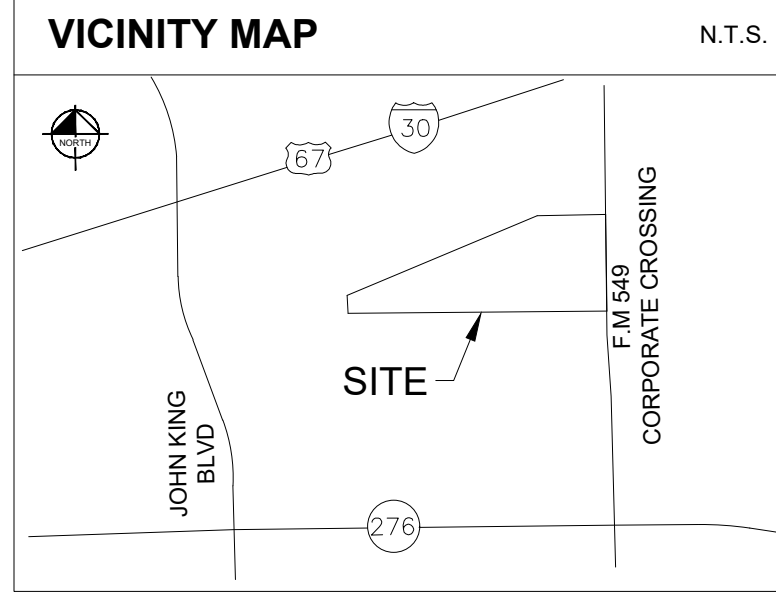 VICINITY MAP
N.T.S.
NORTH
30
67
F.M 549
CORPORATE CROSSING
SITE
JOHN KING
BLVD
276